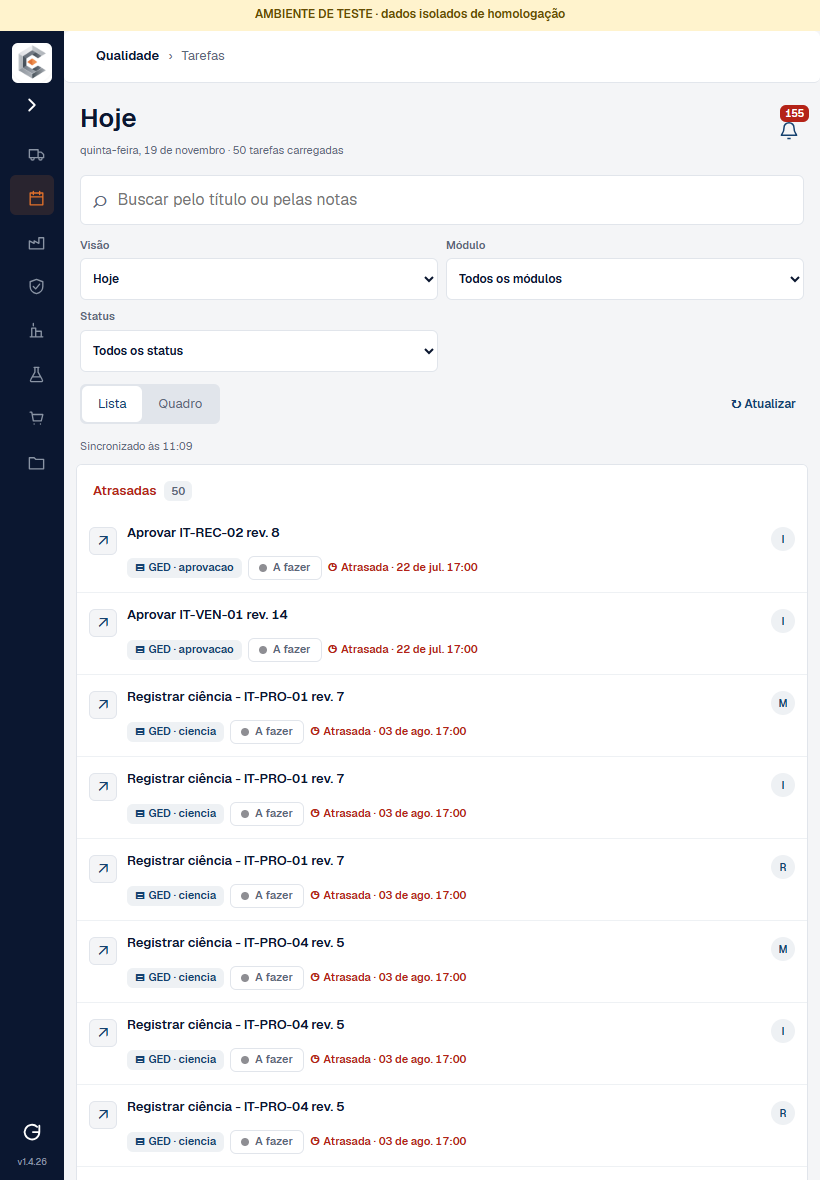 AMBIENTE DE TESTE · dados isolados de homologação
Qualidade › Tarefas
Hoje
155
quinta-feira, 19 de novembro · 50 tarefas carregadas
Buscar pelo título ou pelas notas
Visão
Módulo
Hoje
Todos os módulos
Status
Todos os status
Lista
Quadro
↻ Atualizar
Sincronizado às 11:09
Atrasadas 50
Aprovar IT-REC-02 rev. 8
I
GED · aprovacao
A fazer
Atrasada · 22 de jul. 17:00
Aprovar IT-VEN-01 rev. 14
I
GED · aprovacao
A fazer
Atrasada · 22 de jul. 17:00
Registrar ciência - IT-PRO-01 rev. 7
M
GED · ciencia
A fazer
Atrasada · 03 de ago. 17:00
Registrar ciência - IT-PRO-01 rev. 7
I
GED · ciencia
A fazer
Atrasada · 03 de ago. 17:00
Registrar ciência - IT-PRO-01 rev. 7
R
GED · ciencia
A fazer
Atrasada · 03 de ago. 17:00
Registrar ciência - IT-PRO-04 rev. 5
M
GED · ciencia
A fazer
Atrasada · 03 de ago. 17:00
Registrar ciência - IT-PRO-04 rev. 5
I
GED · ciencia
A fazer
Atrasada · 03 de ago. 17:00
Registrar ciência - IT-PRO-04 rev. 5
R
GED · ciencia
A fazer
Atrasada · 03 de ago. 17:00
v1.4.26